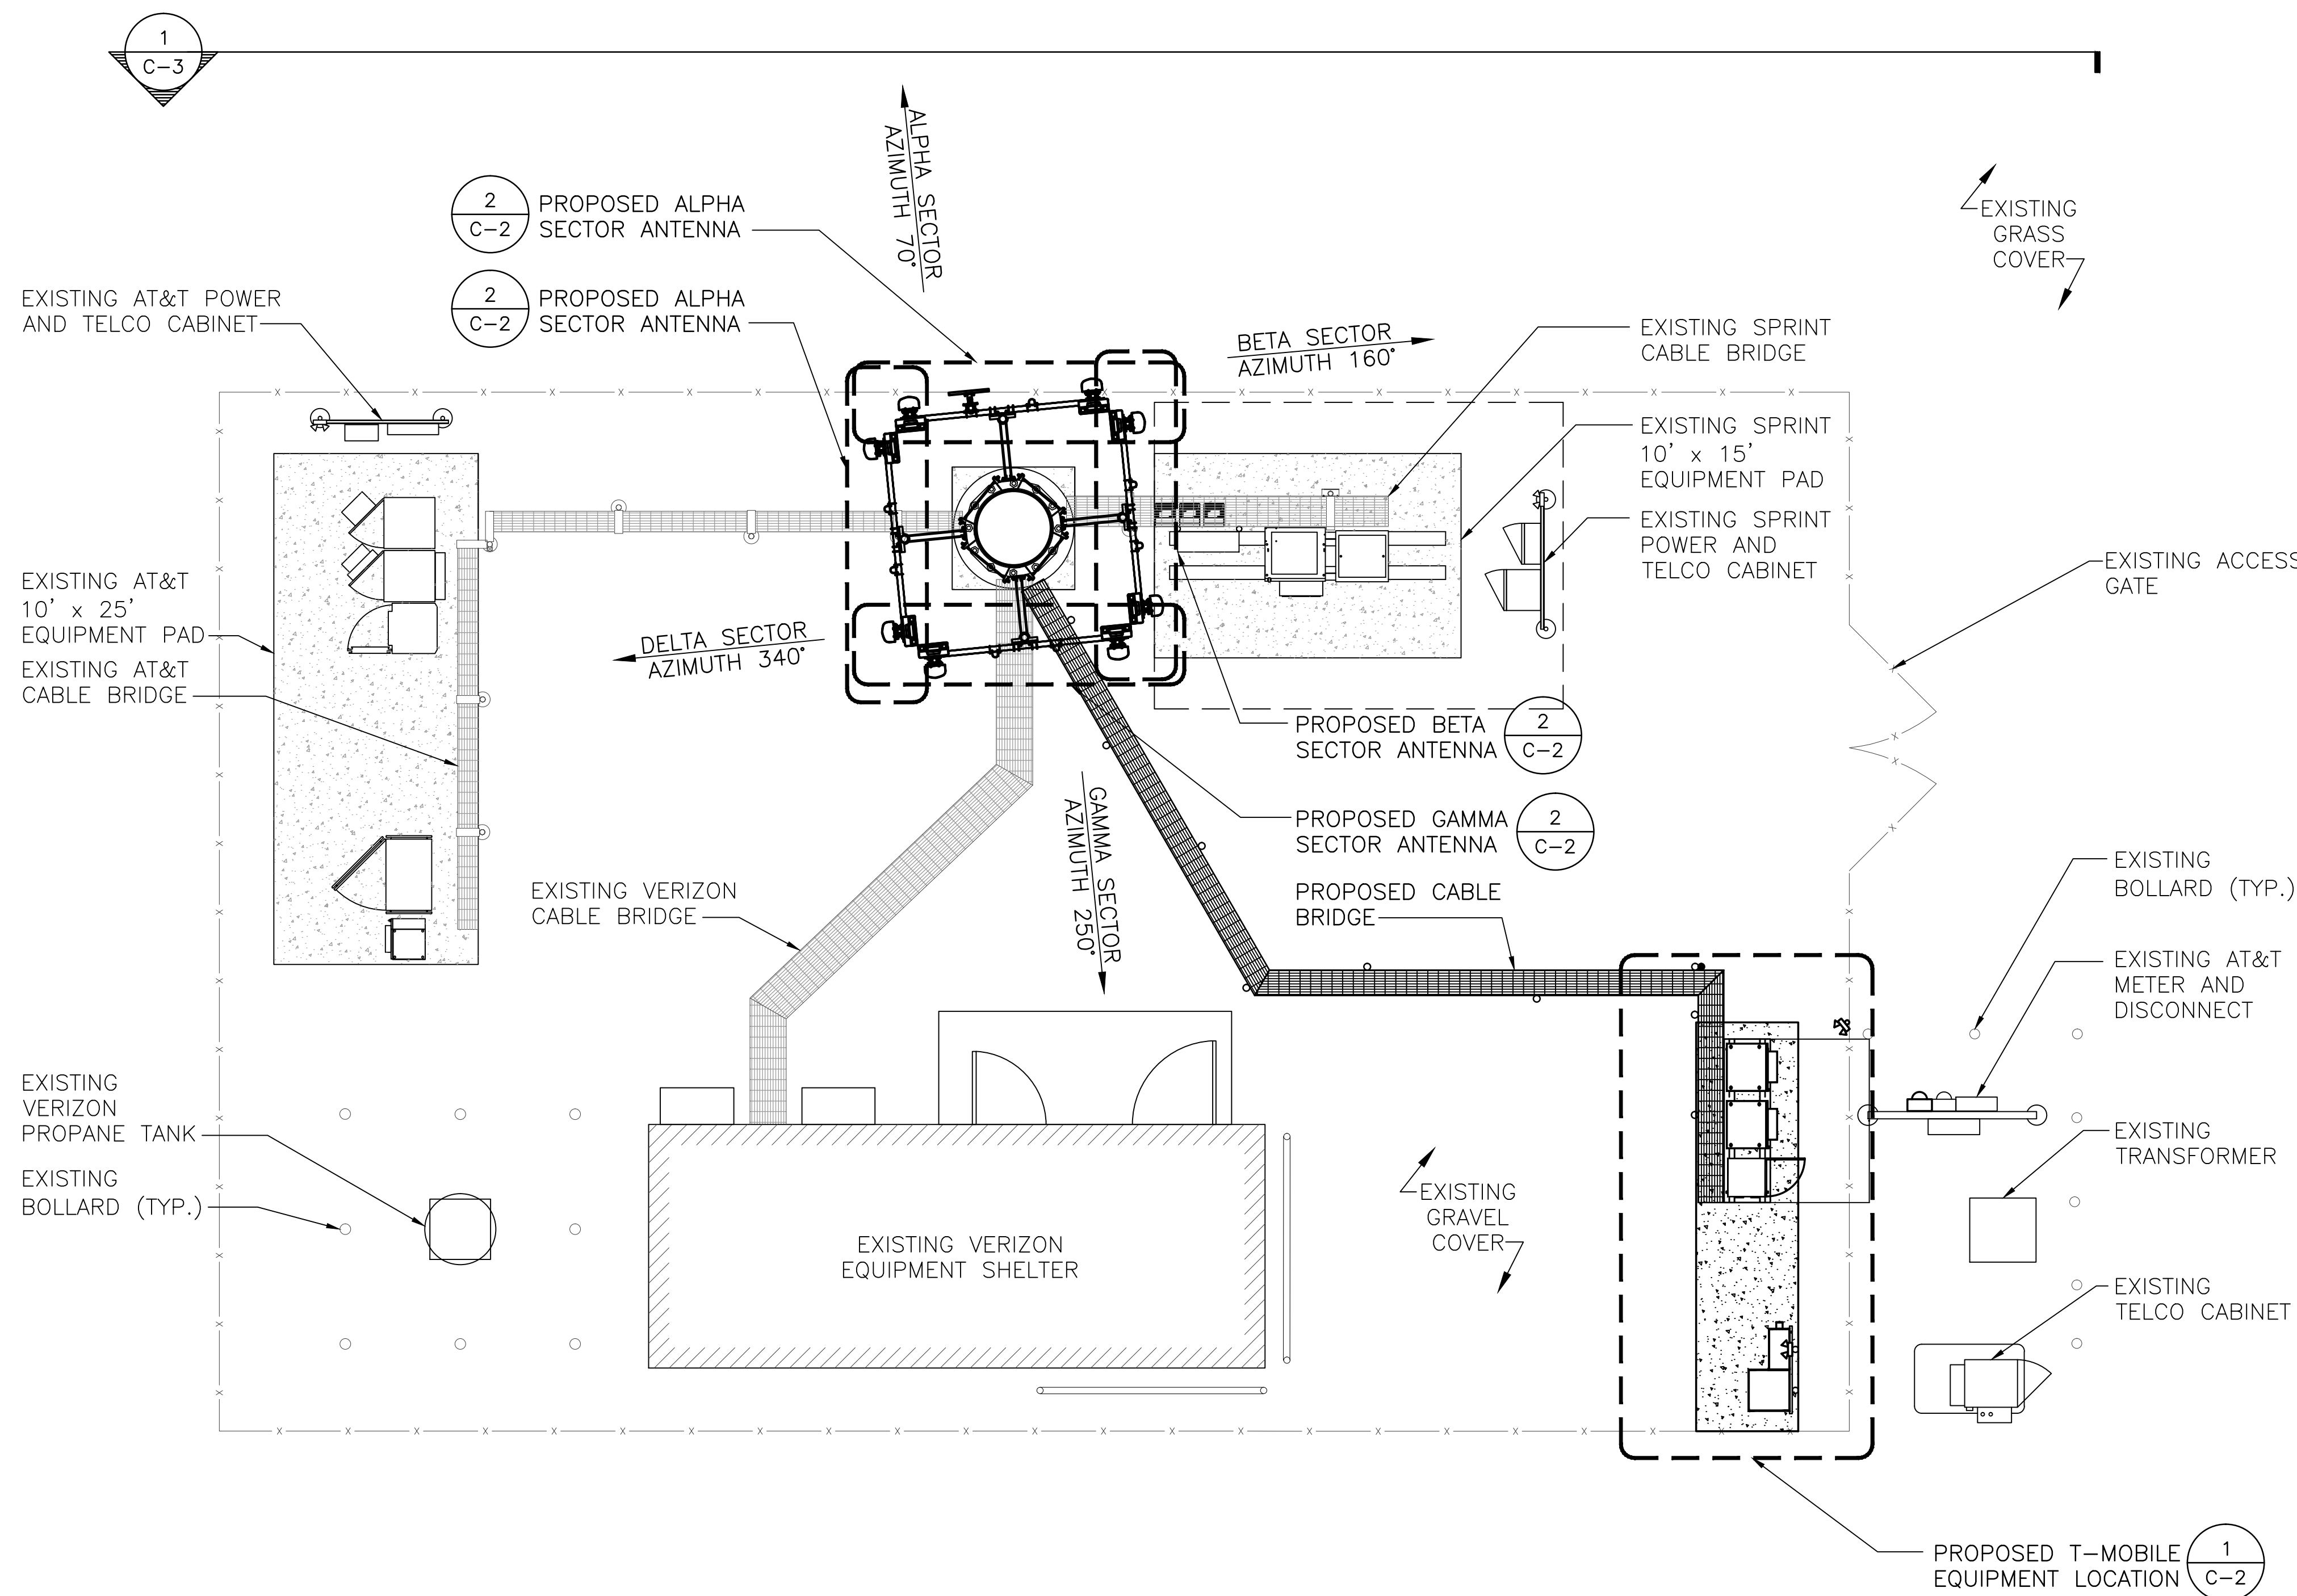 1
C-3
ALPHA SECTOR
AZIMUTH 70°
2
C-2
PROPOSED ALPHA
SECTOR ANTENNA
2
C-2
PROPOSED ALPHA
SECTOR ANTENNA
EXISTING
GRASS
COVER
EXISTING AT&T POWER
AND TELCO CABINET
BETA SECTOR
AZIMUTH 160°
EXISTING SPRINT
CABLE BRIDGE
EXISTING SPRINT
10' x 15'
EQUIPMENT PAD
EXISTING SPRINT
POWER AND
TELCO CABINET
EXISTING ACCESS
GATE
EXISTING AT&T
10' x 25'
EQUIPMENT PAD
EXISTING AT&T
CABLE BRIDGE
DELTA SECTOR
AZIMUTH 340°
PROPOSED BETA
SECTOR ANTENNA
2
C-2
PROPOSED GAMMA
SECTOR ANTENNA
2
C-2
GAMMA SECTOR
AZIMUTH 250°
EXISTING VERIZON
CABLE BRIDGE
PROPOSED CABLE
BRIDGE
EXISTING
BOLLARD (TYP.)
EXISTING AT&T
METER AND
DISCONNECT
EXISTING
VERIZON
PROPANE TANK
EXISTING
BOLLARD (TYP.)
EXISTING
TRANSFORMER
EXISTING
GRAVEL
COVER
EXISTING VERIZON
EQUIPMENT SHELTER
EXISTING
TELCO CABINET
PROPOSED T-MOBILE
EQUIPMENT LOCATION
1
C-2